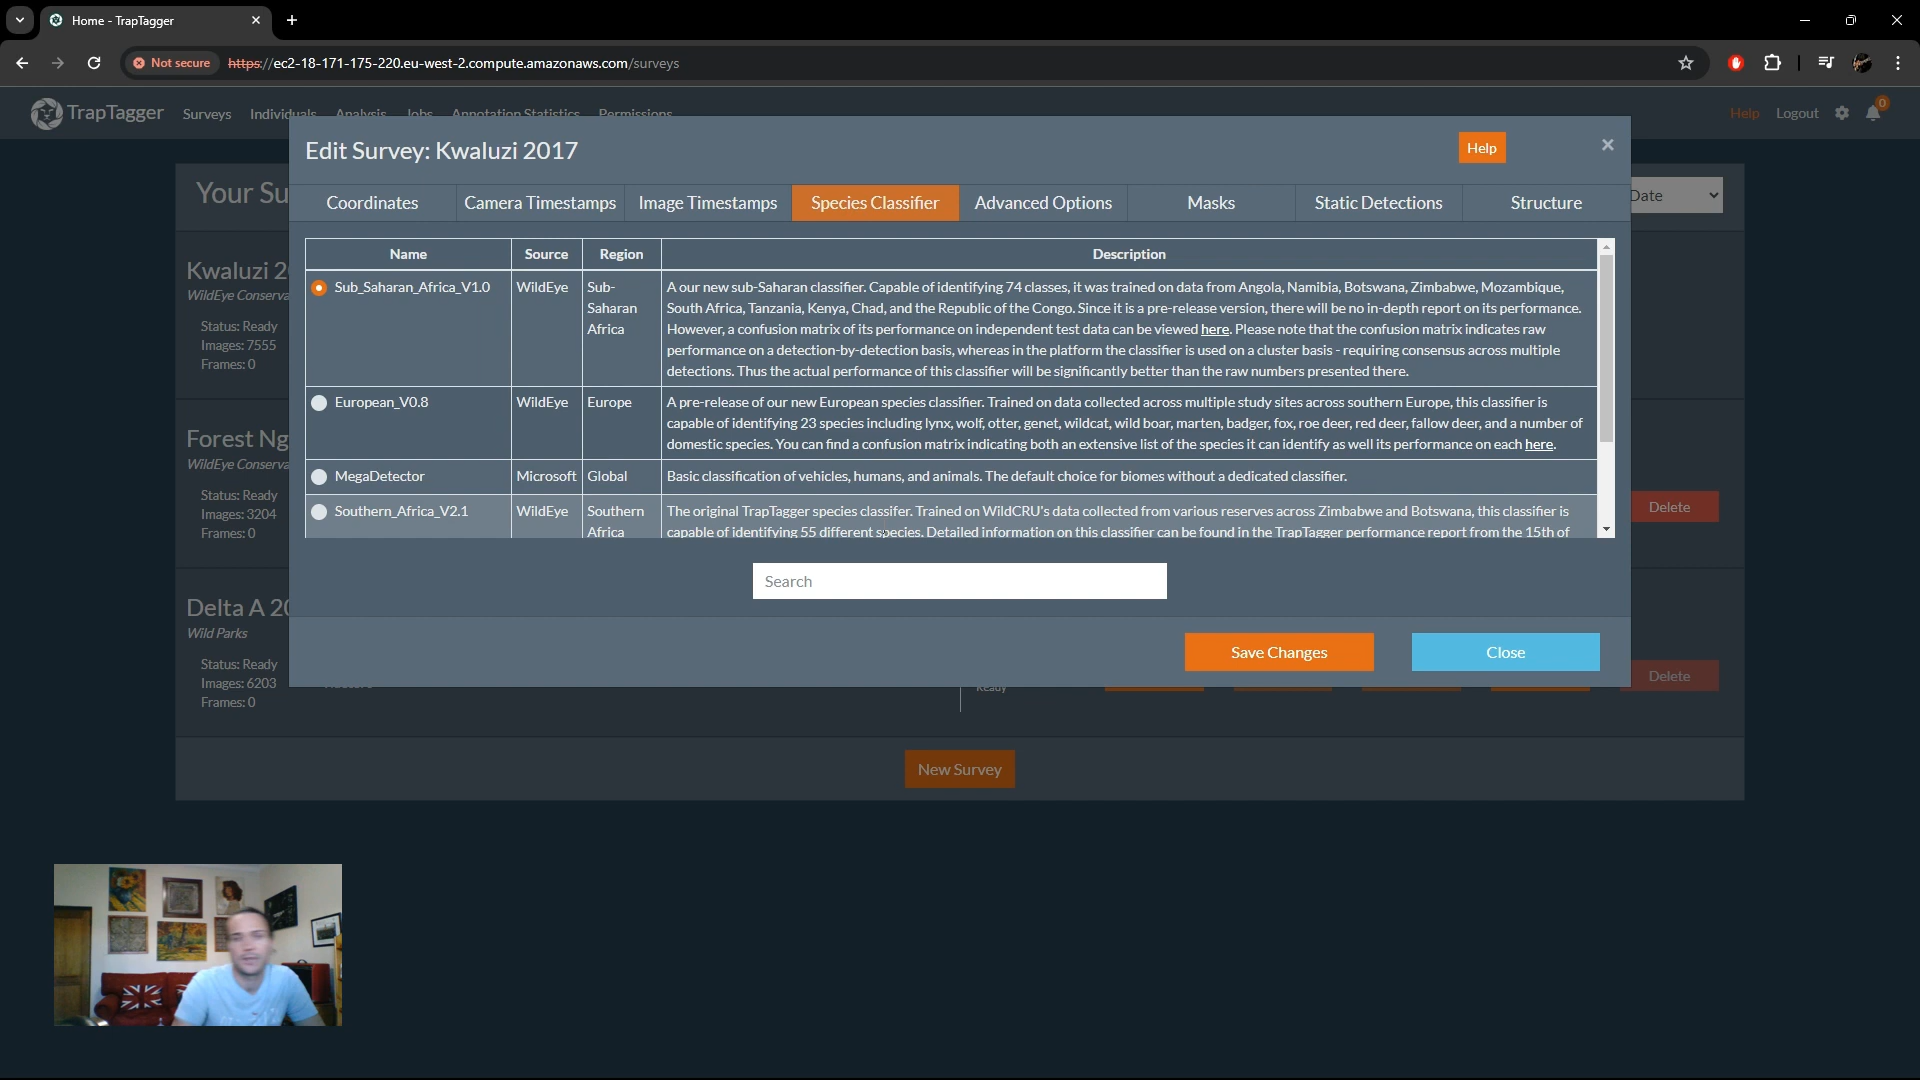 Home - TrapTagger
Not secure https://ec2-18-171-175-220.eu-west-2.compute.amazonaws.com/surveys
TrapTagger Surveys Individuals Analysis Jobs Annotation Statistics Permissions Help Logout 0
Edit Survey: Kwaluzi 2017 Help ×
Your Su Date
Coordinates Camera Timestamps Image Timestamps Species Classifier Advanced Options Masks Static Detections Structure
Name Source Region Description
Sub_Saharan_Africa_V1.0 WildEye Sub-
Saharan
Africa
A our new sub-Saharan classifier. Capable of identifying 74 classes, it was trained on data from Angola, Namibia, Botswana, Zimbabwe, Mozambique,
South Africa, Tanzania, Kenya, Chad, and the Republic of the Congo. Since it is a pre-release version, there will be no in-depth report on its performance.
However, a confusion matrix of its performance on independent test data can be viewed here. Please note that the confusion matrix indicates raw
performance on a detection-by-detection basis, whereas in the platform the classifier is used on a cluster basis - requiring consensus across multiple
detections. Thus the actual performance of this classifier will be significantly better than the raw numbers presented there.
European_V0.8 WildEye Europe
A pre-release of our new European species classifier. Trained on data collected across multiple study sites across southern Europe, this classifier is
capable of identifying 23 species including lynx, wolf, otter, genet, wildcat, wild boar, marten, badger, fox, roe deer, red deer, fallow deer, and a number of
domestic species. You can find a confusion matrix indicating both an extensive list of the species it can identify as well its performance on each here.
MegaDetector Microsoft Global Basic classification of vehicles, humans, and animals. The default choice for biomes without a dedicated classifier.
Southern_Africa_V2.1 WildEye Southern
Africa
The original TrapTagger species classifer. Trained on WildCRU's data collected from various reserves across Zimbabwe and Botswana, this classifier is
capable of identifying 55 different species. Detailed information on this classifier can be found in the TrapTagger performance report from the 15th of
Search
Save Changes Close
Kwaluzi 2
WildEye Conserva
Status: Ready
Images: 7555
Frames: 0
Forest Ng
WildEye Conserva
Status: Ready
Images: 3204
Frames: 0
Delete
Delta A 20
Wild Parks
Status: Ready
Images: 6203
Frames: 0
Ready
Delete
New Survey